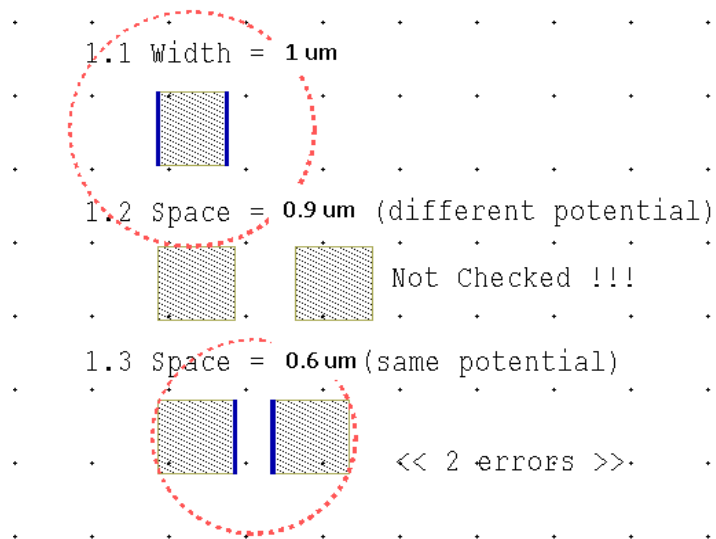 1.1 Width = 1 um
1.2 Space = 0.9 um (different potential)
Not Checked !!!
1.3 Space = 0.6 um (same potential)
<< 2 errors >>